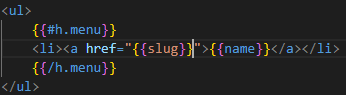 <ul>
{{#h.menu}}
<li><a href="{{slug}}">{{name}}</a></li>
{{/h.menu}}
</ul>